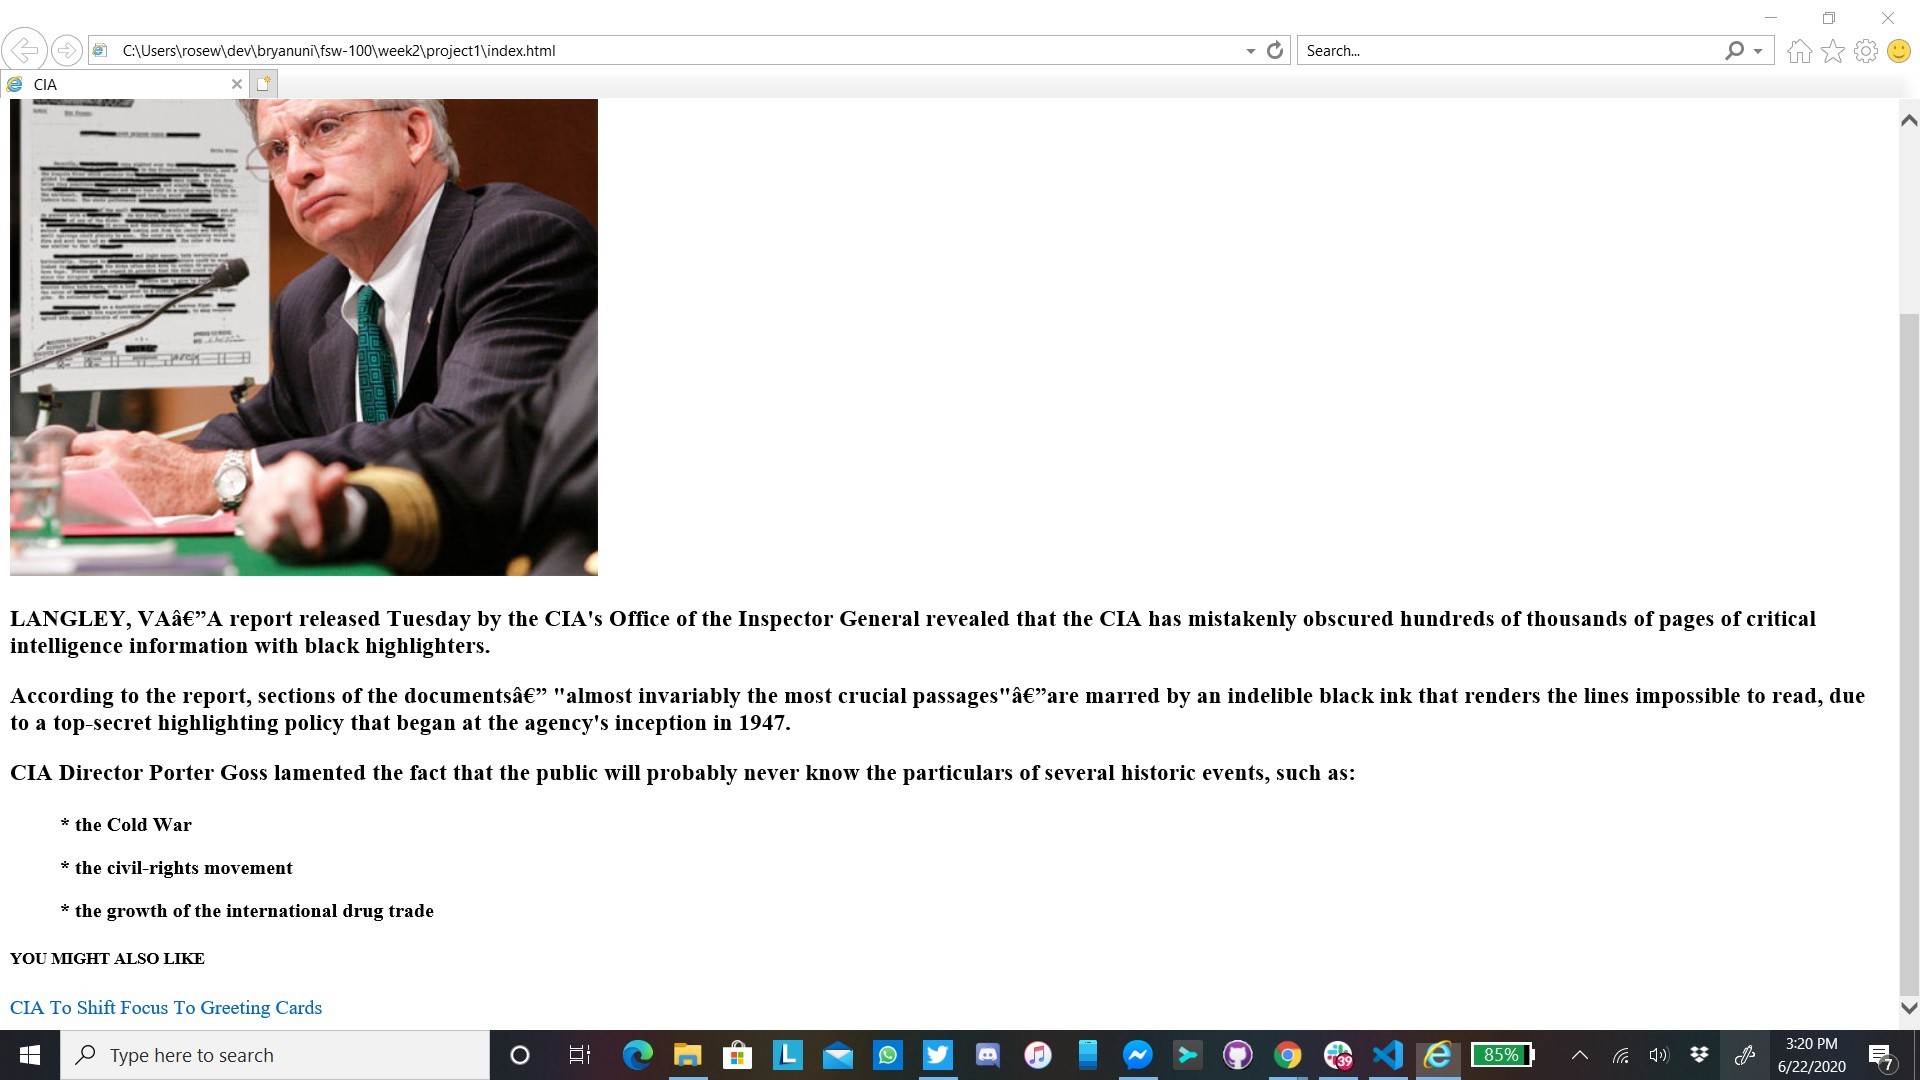 C:\Users\rosew\dev\bryanuni\fsw-100\week2\project1\index.html
Search...
CIA
LANGLEY, VAâ€”A report released Tuesday by the CIA's Office of the Inspector General revealed that the CIA has mistakenly obscured hundreds of thousands of pages of critical
intelligence information with black highlighters.
According to the report, sections of the documentsâ€” "almost invariably the most crucial passages"â€”are marred by an indelible black ink that renders the lines impossible to read, due
to a top-secret highlighting policy that began at the agency's inception in 1947.
CIA Director Porter Goss lamented the fact that the public will probably never know the particulars of several historic events, such as:
* the Cold War
* the civil-rights movement
* the growth of the international drug trade
YOU MIGHT ALSO LIKE
CIA To Shift Focus To Greeting Cards
Type here to search
L
39
85%
3:20 PM
6/22/2020
7